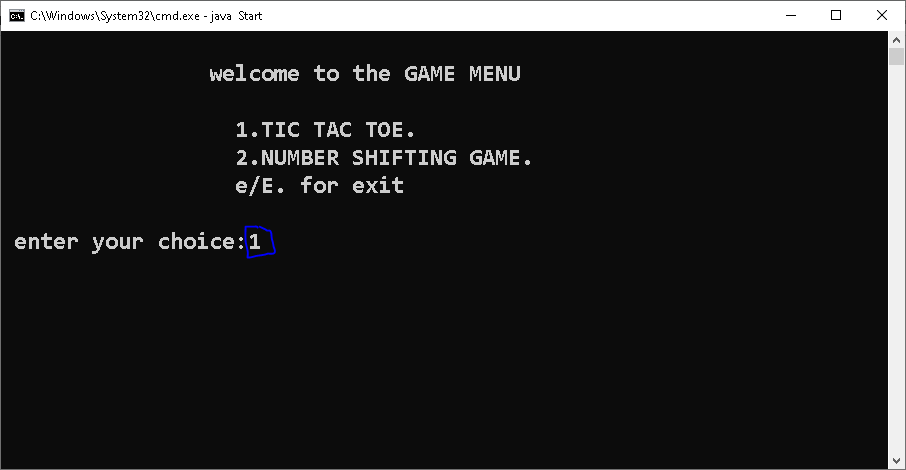 C:\Windows\System32\cmd.exe - java  Start
welcome to the GAME MENU
1.TIC TAC TOE.
2.NUMBER SHIFTING GAME.
e/E. for exit
enter your choice:1